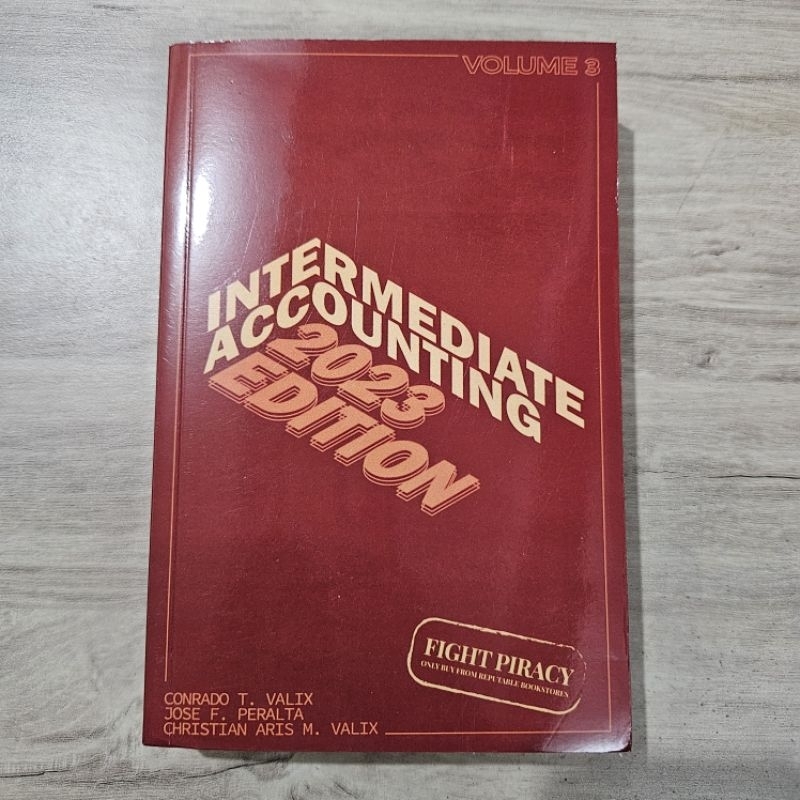 VOLUME 3
INTERMEDIATE
ACCOUNTING
2023
EDITION
FIGHT PIRACY
ONLY BUY FROM REPUTABLE BOOKSTORES
CONRADO T. VALIX
JOSE F. PERALTA
CHRISTIAN ARIS M. VALIX